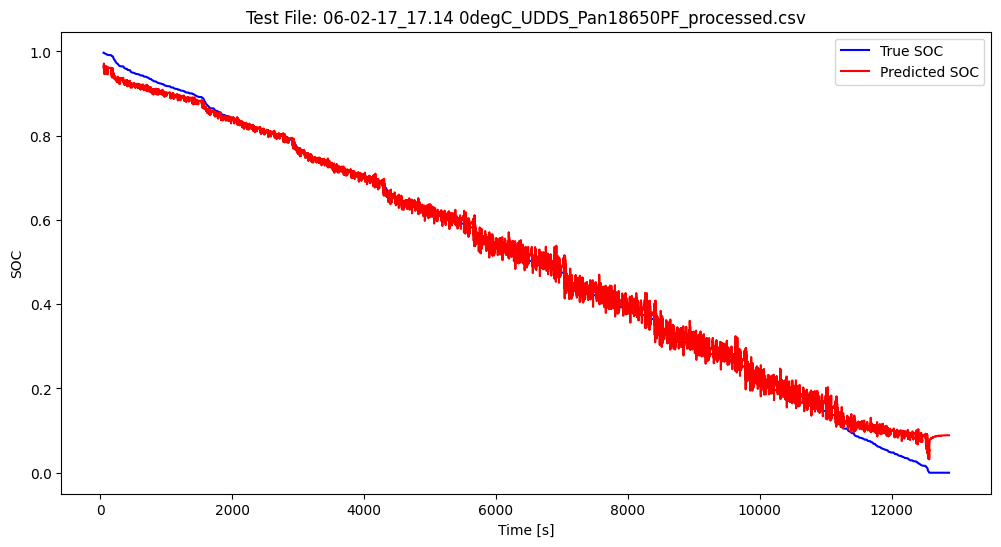 Test File: 06-02-17_17.14 0degC_UDDS_Pan18650PF_processed.csv
True SOC
Predicted SOC
1.0
0.8
0.6
0.4
0.2
0.0
SOC
0 2000 4000 6000 8000 10000 12000
Time [s]